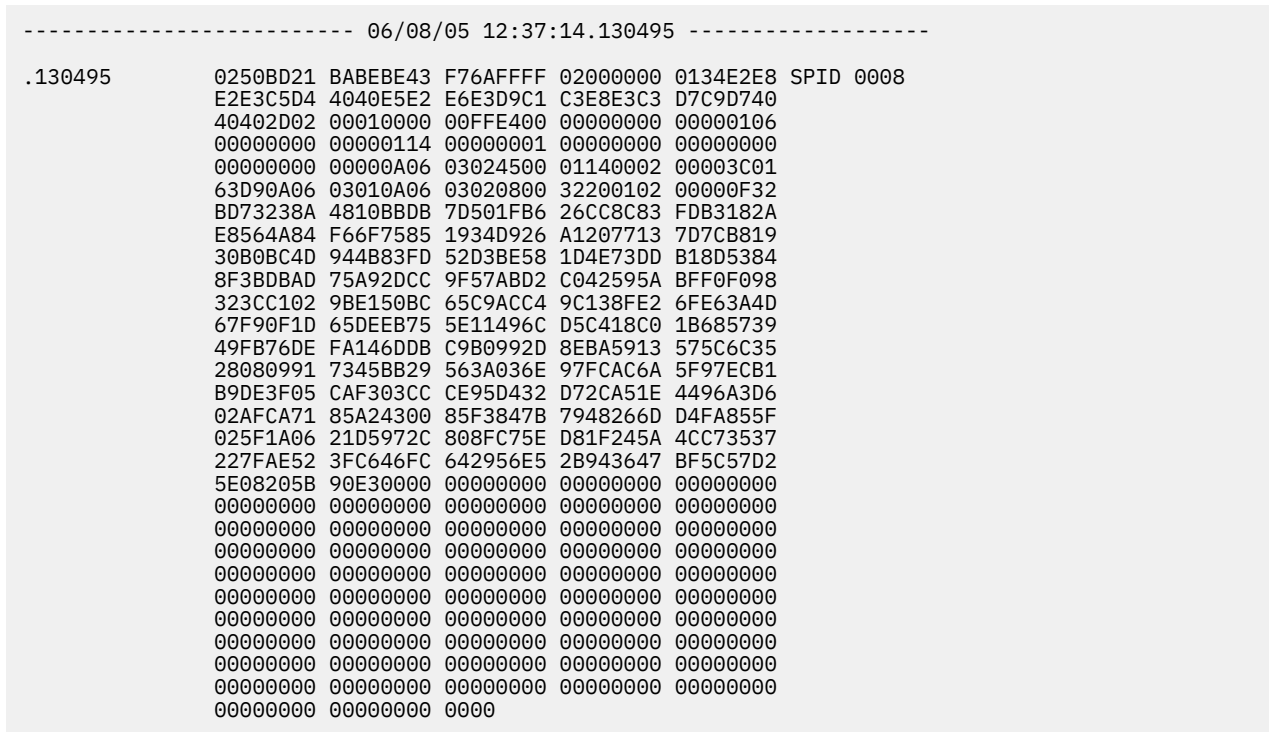 -------------------------- 06/08/05 12:37:14.130495 -------------------
.130495 0250BD21 BABEBE43 F76AFFFF 02000000 0134E2E8 SPID 0008
E2E3C5D4 4040E5E2 E6E3D9C1 C3E8E3C3 D7C9D740
40402D02 00010000 00FFE400 00000000 00000106
00000000 00000114 00000001 00000000 00000000
00000000 00000A06 03024500 01140002 00003C01
63D90A06 03010A06 03020800 32200102 00000F32
BD73238A 4810BBDB 7D501FB6 26CC8C83 FDB3182A
E8564A84 F66F7585 1934D926 A1207713 7D7CB819
30B0BC4D 944B83FD 52D3BE58 1D4E73DD B18D5384
8F3BDBAD 75A92DCC 9F57ABD2 C042595A BFF0F098
323CC102 9BE150BC 65C9ACC4 9C138FE2 6FE63A4D
67F90F1D 65DEEB75 5E11496C D5C418C0 1B685739
49FB76DE FA146DDB C9B0992D 8EBA5913 575C6C35
28080991 7345BB29 563A036E 97FCAC6A 5F97ECB1
B9DE3F05 CAF303CC CE95D432 D72CA51E 4496A3D6
02AFCA71 85A24300 85F3847B 7948266D D4FA855F
025F1A06 21D5972C 808FC75E D81F245A 4CC73537
227FAE52 3FC646FC 642956E5 2B943647 BF5C57D2
5E08205B 90E30000 00000000 00000000 00000000
00000000 00000000 00000000 00000000 00000000
00000000 00000000 00000000 00000000 00000000
00000000 00000000 00000000 00000000 00000000
00000000 00000000 00000000 00000000 00000000
00000000 00000000 00000000 00000000 00000000
00000000 00000000 00000000 00000000 00000000
00000000 00000000 00000000 00000000 00000000
00000000 00000000 00000000 00000000 00000000
00000000 00000000 00000000 00000000 00000000
00000000 00000000 0000